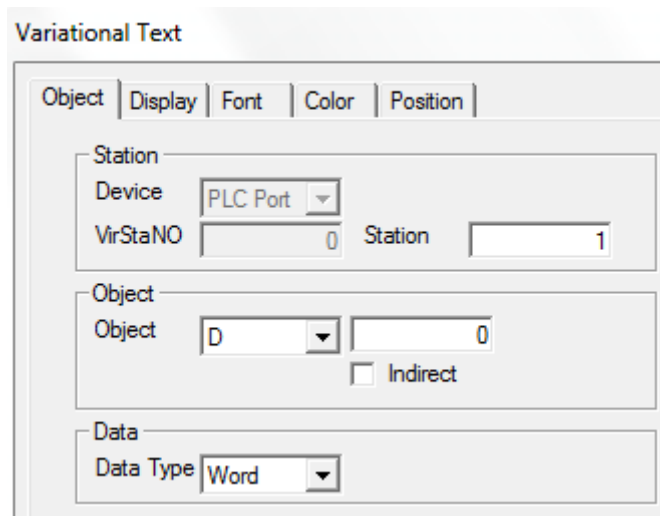 Variational Text
Object Display Font Color Position
Station
Device PLC Port
VirStaNO 0 Station 1
Object
Object D 0
Indirect
Data
Data Type Word